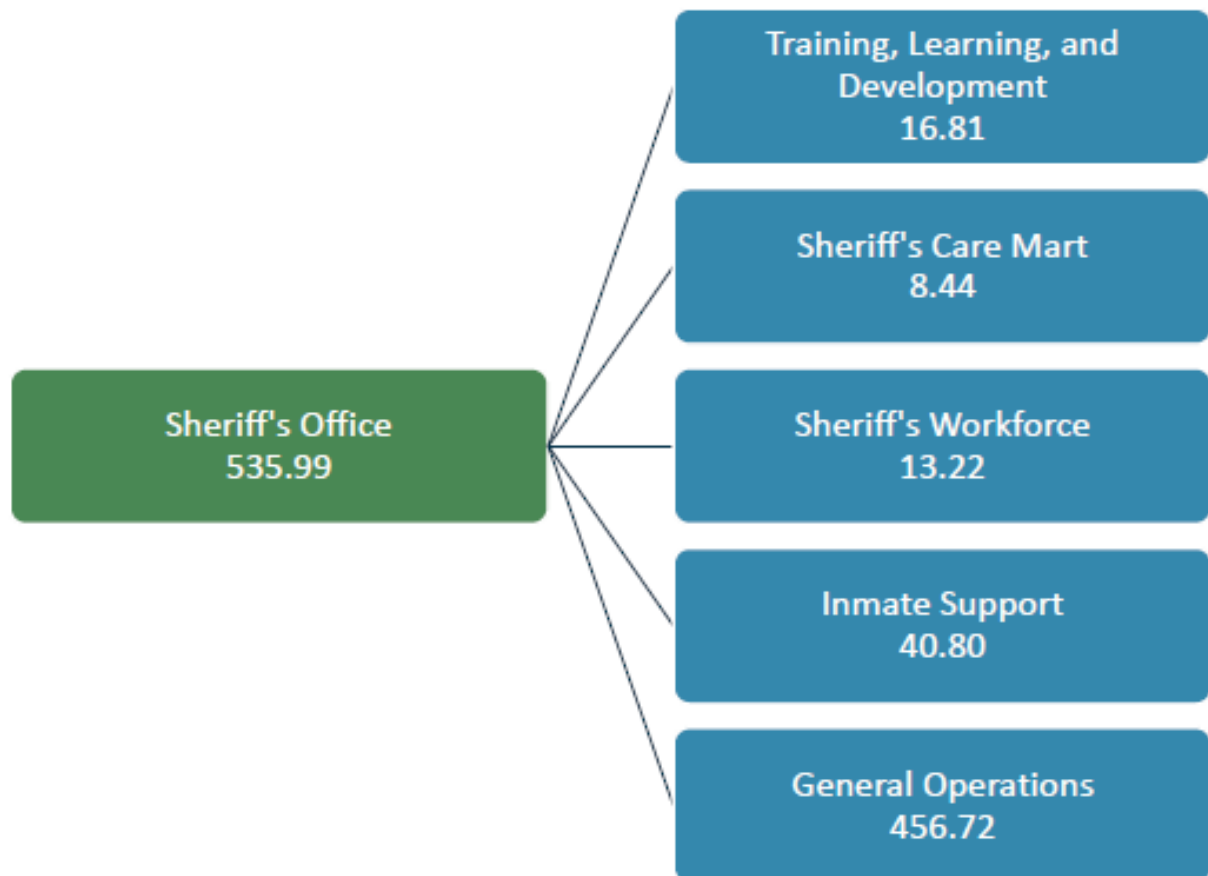 Training, Learning, and
Development
16.81
Sheriff's Care Mart
8.44
Sheriff's Office
535.99
Sheriff's Workforce
13.22
Inmate Support
40.80
General Operations
456.72